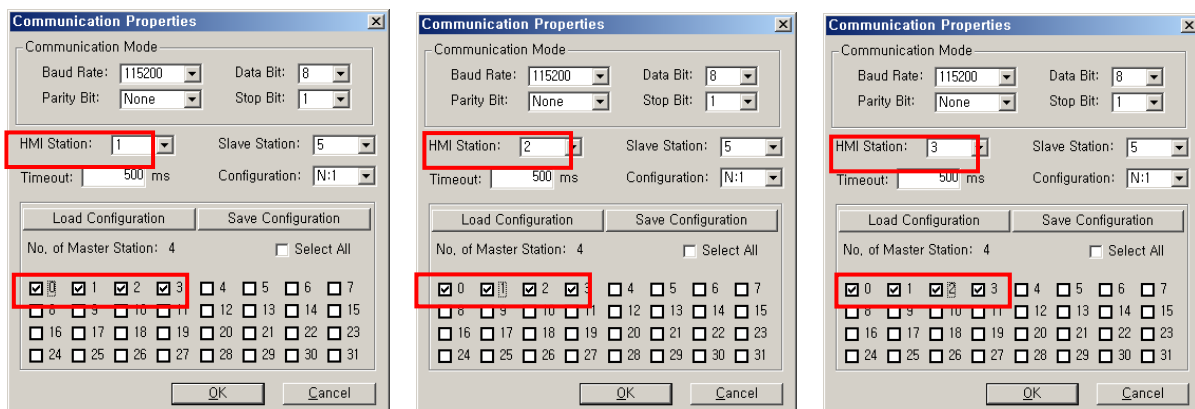 Communication Properties
Communication Mode
Baud Rate: 115200 Data Bit: 8
Parity Bit: None Stop Bit: 1
HMI Station: 1 Slave Station: 5
Timeout: 500 ms Configuration: N:1
Load Configuration Save Configuration
No, of Master Station: 4 Select All
0 1 2 3 4 5 6 7
8 9 10 11 12 13 14 15
16 17 18 19 20 21 22 23
24 25 26 27 28 29 30 31
OK Cancel
Communication Properties
Communication Mode
Baud Rate: 115200 Data Bit: 8
Parity Bit: None Stop Bit: 1
HMI Station: 2 Slave Station: 5
Timeout: 500 ms Configuration: N:1
Load Configuration Save Configuration
No, of Master Station: 4 Select All
0 1 2 3 4 5 6 7
8 9 10 11 12 13 14 15
16 17 18 19 20 21 22 23
24 25 26 27 28 29 30 31
OK Cancel
Communication Properties
Communication Mode
Baud Rate: 115200 Data Bit: 8
Parity Bit: None Stop Bit: 1
HMI Station: 3 Slave Station: 5
Timeout: 500 ms Configuration: N:1
Load Configuration Save Configuration
No, of Master Station: 4 Select All
0 1 2 3 4 5 6 7
8 9 10 11 12 13 14 15
16 17 18 19 20 21 22 23
24 25 26 27 28 29 30 31
OK Cancel